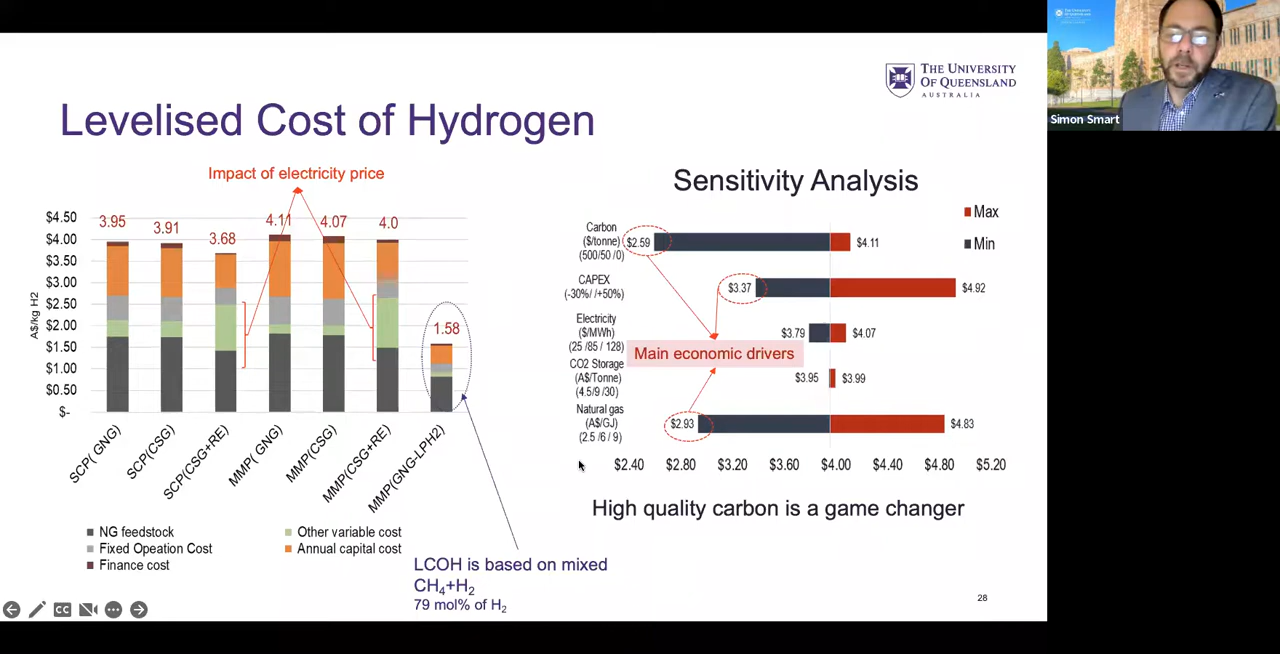 THE UNIVERSITY
OF QUEENSLAND
AUSTRALIA
Simon Smart
Levelised Cost of Hydrogen
Impact of electricity price
$4.50
$4.00
$3.50
$3.00
$2.50
$2.00
$1.50
$1.00
$0.50
$-
A$/kg H2
3.95
3.91
3.68
4.11
4.07
4.0
1.58
SCP( GNG)
SCP(CSG)
SCP(CSG+RE)
MMP( GNG)
MMP(CSG)
MMP(CSG+RE)
MMP(GNG-LPH2)
NG feedstock
Other variable cost
Fixed Opeation Cost
Annual capital cost
Finance cost
LCOH is based on mixed
CH4+H2
79 mol% of H2
Sensitivity Analysis
Max
Min
Carbon
($/tonne)
(500/50 /0)
$2.59
$4.11
CAPEX
(-30%/ /+50%)
$3.37
$4.92
Electricity
($/MWh)
(25 /85 / 128)
$3.79
$4.07
Main economic drivers
CO2 Storage
(A$/Tonne)
(4.5/9 /30)
$3.95
$3.99
Natural gas
(A$/GJ)
(2.5 /6 / 9)
$2.93
$4.83
$2.40 $2.80 $3.20 $3.60 $4.00 $4.40 $4.80 $5.20
High quality carbon is a game changer
28
CC